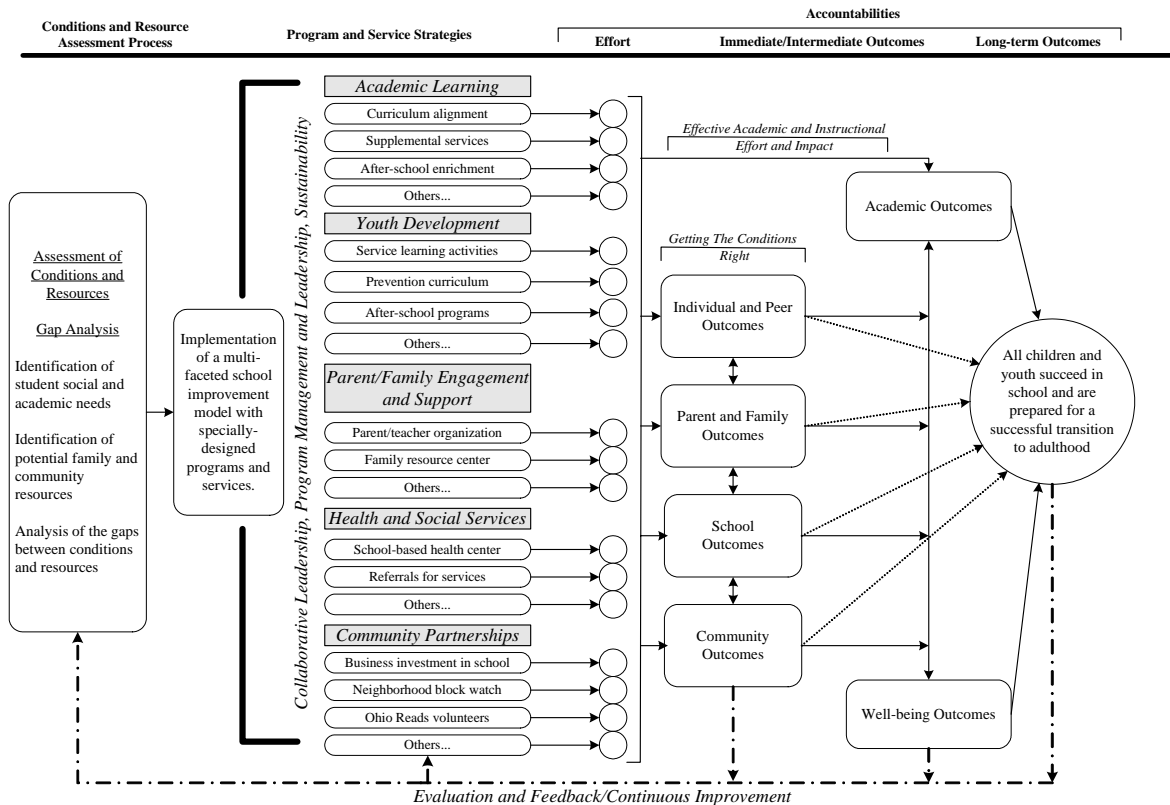 Accountabilities
Conditions and Resource
Assessment Process
Program and Service Strategies
Effort
Immediate/Intermediate Outcomes
Long-term Outcomes
Assessment of
Conditions and
Resources
Gap Analysis
Identification of
student social and
academic needs
Identification of
potential family and
community
resources
Analysis of the gaps
between conditions
and resources
Implementation
of a multi-
faceted school
improvement
model with
specially-
designed
programs and
services.
Collaborative Leadership, Program Management and Leadership, Sustainability
Academic Learning
Curriculum alignment
Supplemental services
After-school enrichment
Others...
Youth Development
Service learning activities
Prevention curriculum
After-school programs
Others...
Parent/Family Engagement
and Support
Parent/teacher organization
Family resource center
Others...
Health and Social Services
School-based health center
Referrals for services
Others...
Community Partnerships
Business investment in school
Neighborhood block watch
Ohio Reads volunteers
Others...
Effective Academic and Instructional
Effort and Impact
Getting The Conditions
Right
Individual and Peer
Outcomes
Parent and Family
Outcomes
School
Outcomes
Community
Outcomes
Academic Outcomes
Well-being Outcomes
All children and
youth succeed in
school and are
prepared for a
successful transition
to adulthood
Evaluation and Feedback/Continuous Improvement